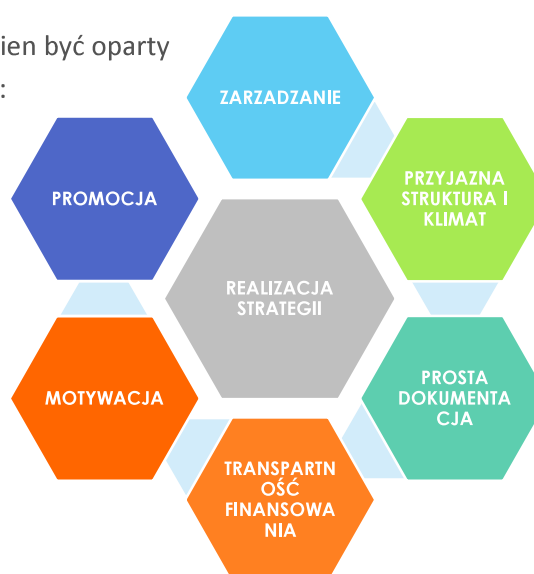 ien być oparty
:
ZARZADZANIE
PRZYJAZNA
STRUKTURA I
KLIMAT
PROMOCJA
REALIZACJA
STRATEGII
PROSTA
DOKUMENTA
CJA
MOTYWACJA
TRANSPARTN
OŚĆ
FINANSOWA
NIA